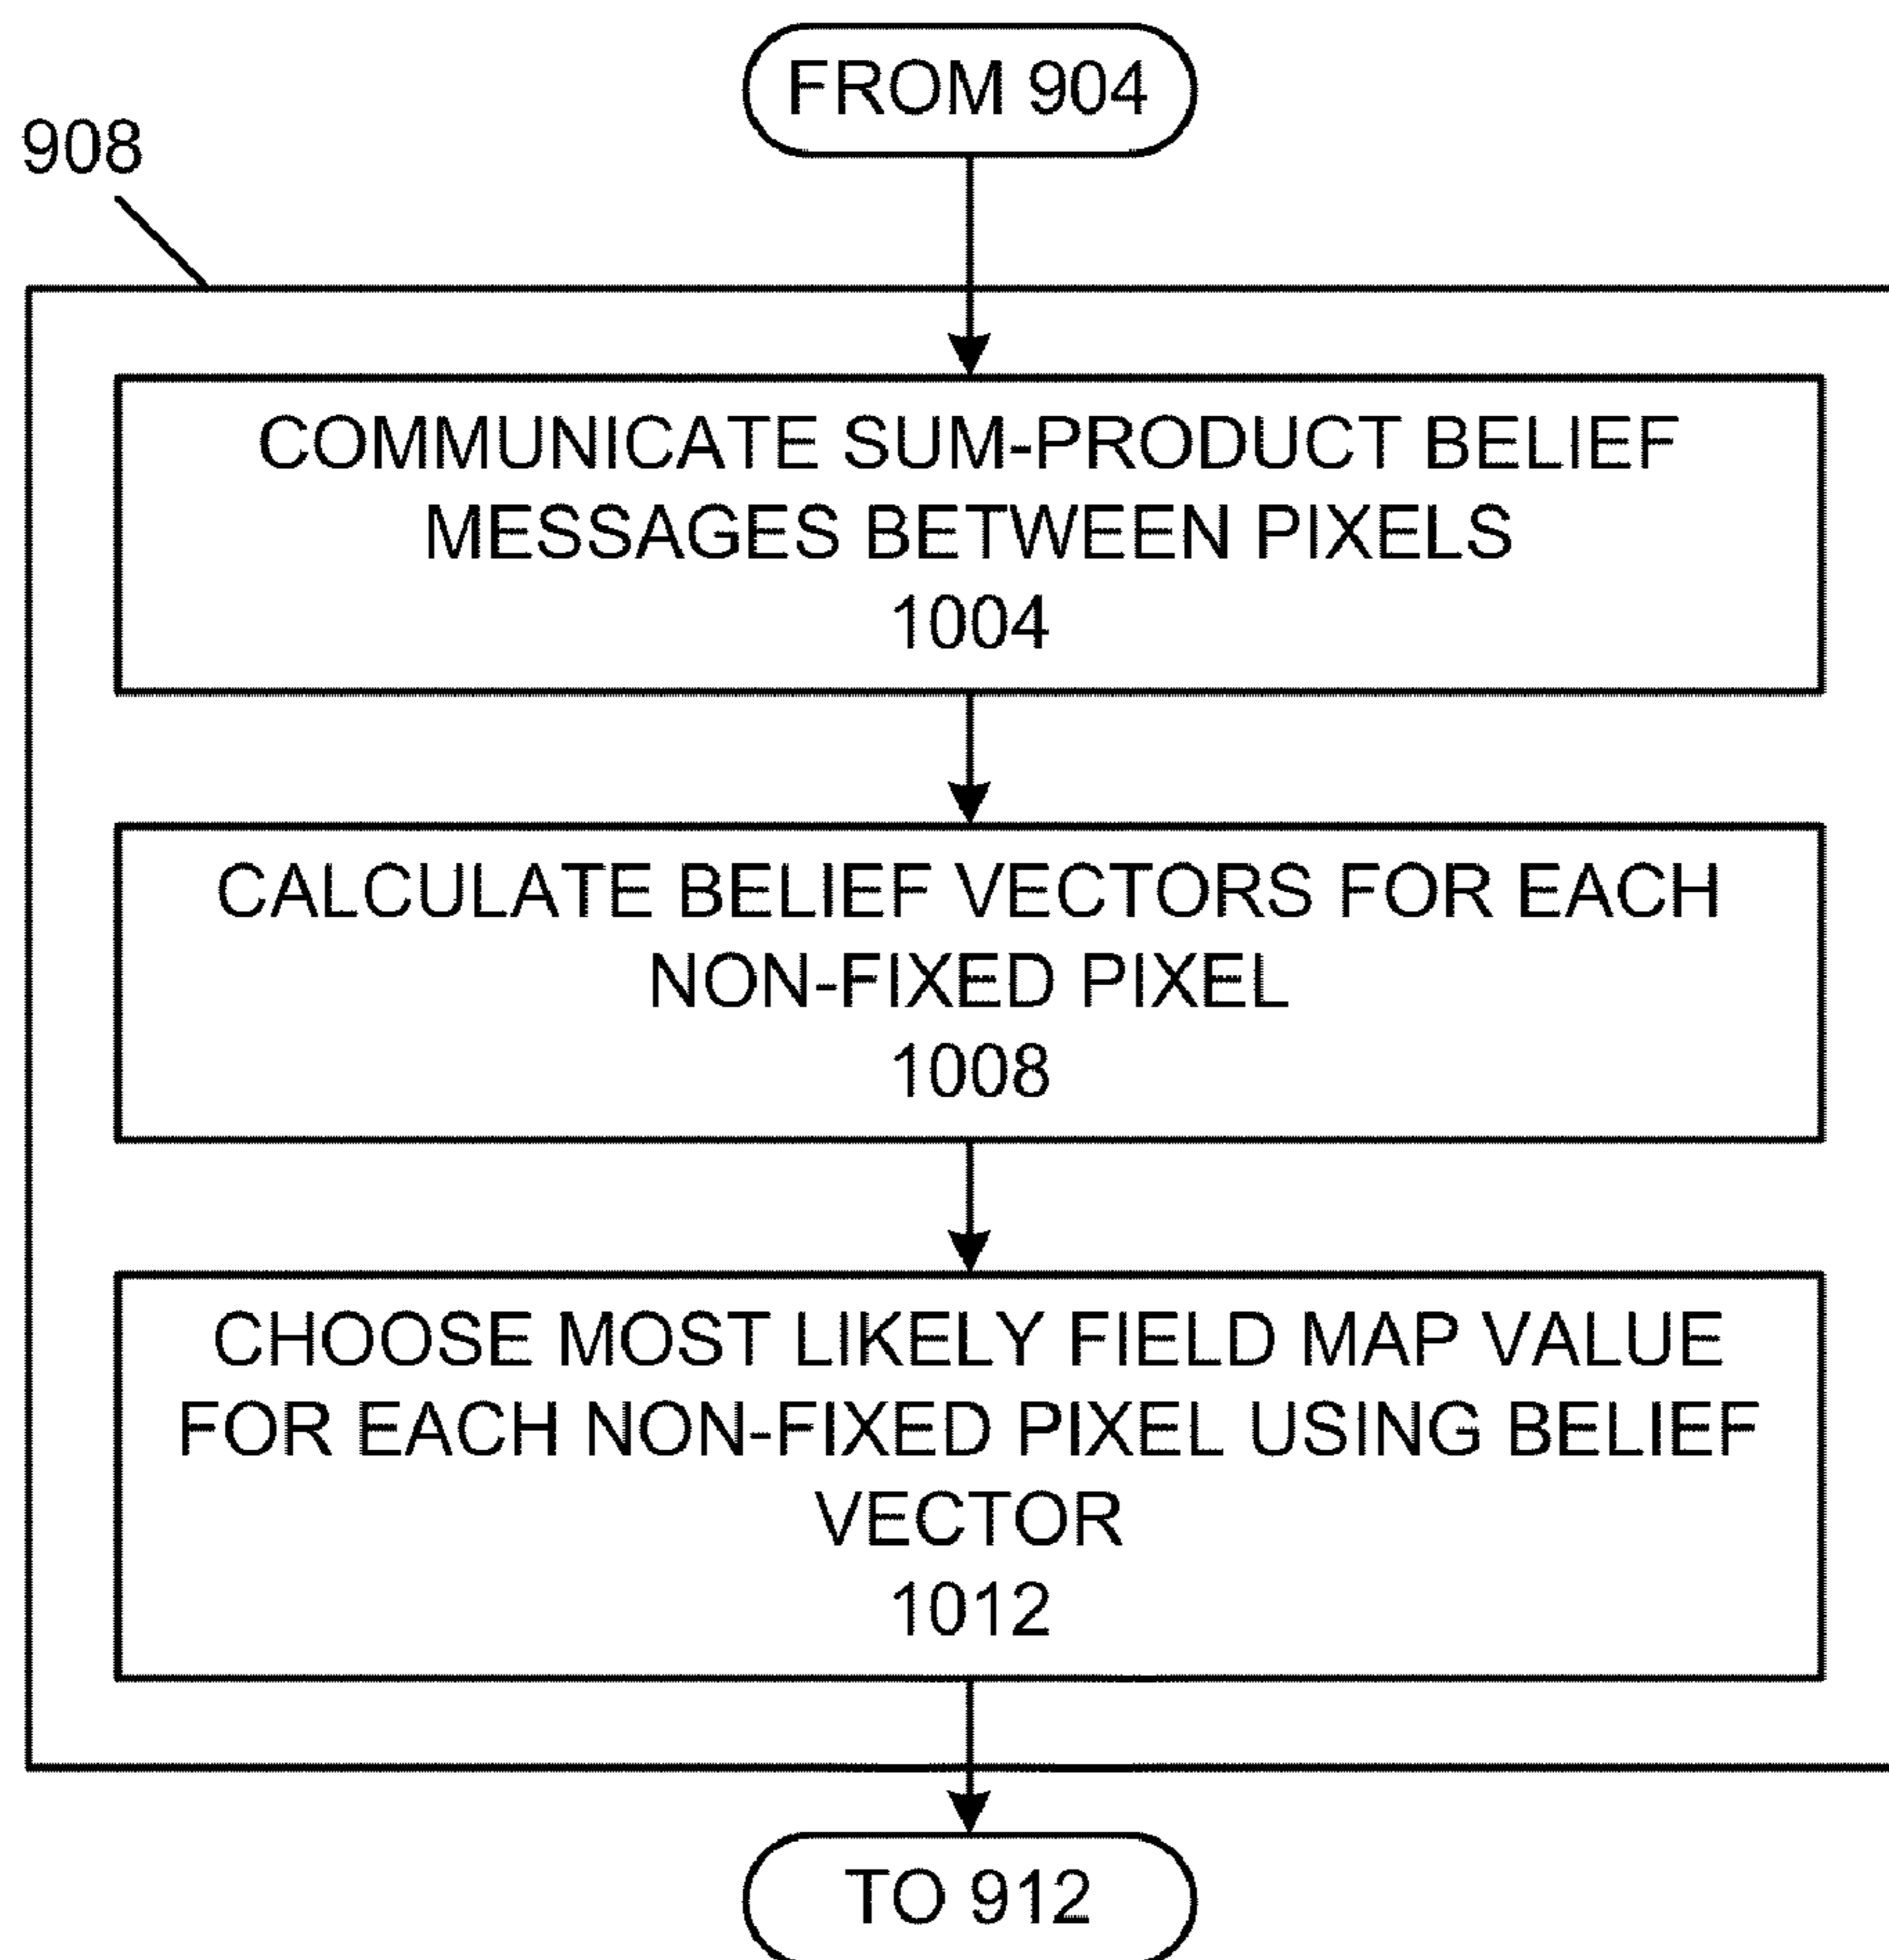 FROM 904
908
COMMUNICATE SUM-PRODUCT BELIEF
MESSAGES BETWEEN PIXELS
1004
CALCULATE BELIEF VECTORS FOR EACH
NON-FIXED PIXEL
1008
CHOOSE MOST LIKELY FIELD MAP VALUE
FOR EACH NON-FIXED PIXEL USING BELIEF
VECTOR
1012
TO 912